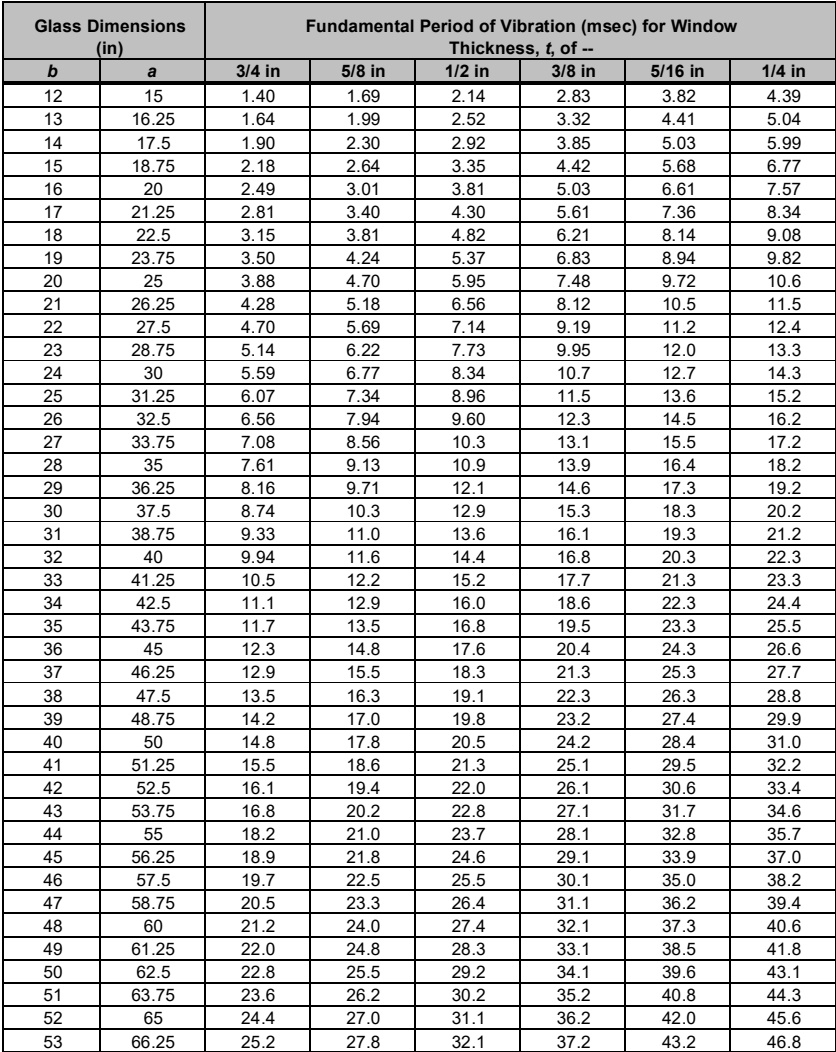 Glass Dimensions (in) Fundamental Period of Vibration (msec) for Window Thickness, t, of --
b a 3/4 in 5/8 in 1/2 in 3/8 in 5/16 in 1/4 in
12 15 1.40 1.69 2.14 2.83 3.82 4.39
13 16.25 1.64 1.99 2.52 3.32 4.41 5.04
14 17.5 1.90 2.30 2.92 3.85 5.03 5.99
15 18.75 2.18 2.64 3.35 4.42 5.68 6.77
16 20 2.49 3.01 3.81 5.03 6.61 7.57
17 21.25 2.81 3.40 4.30 5.61 7.36 8.34
18 22.5 3.15 3.81 4.82 6.21 8.14 9.08
19 23.75 3.50 4.24 5.37 6.83 8.94 9.82
20 25 3.88 4.70 5.95 7.48 9.72 10.6
21 26.25 4.28 5.18 6.56 8.12 10.5 11.5
22 27.5 4.70 5.69 7.14 9.19 11.2 12.4
23 28.75 5.14 6.22 7.73 9.95 12.0 13.3
24 30 5.59 6.77 8.34 10.7 12.7 14.3
25 31.25 6.07 7.34 8.96 11.5 13.6 15.2
26 32.5 6.56 7.94 9.60 12.3 14.5 16.2
27 33.75 7.08 8.56 10.3 13.1 15.5 17.2
28 35 7.61 9.13 10.9 13.9 16.4 18.2
29 36.25 8.16 9.71 12.1 14.6 17.3 19.2
30 37.5 8.74 10.3 12.9 15.3 18.3 20.2
31 38.75 9.33 11.0 13.6 16.1 19.3 21.2
32 40 9.94 11.6 14.4 16.8 20.3 22.3
33 41.25 10.5 12.2 15.2 17.7 21.3 23.3
34 42.5 11.1 12.9 16.0 18.6 22.3 24.4
35 43.75 11.7 13.5 16.8 19.5 23.3 25.5
36 45 12.3 14.8 17.6 20.4 24.3 26.6
37 46.25 12.9 15.5 18.3 21.3 25.3 27.7
38 47.5 13.5 16.3 19.1 22.3 26.3 28.8
39 48.75 14.2 17.0 19.8 23.2 27.4 29.9
40 50 14.8 17.8 20.5 24.2 28.4 31.0
41 51.25 15.5 18.6 21.3 25.1 29.5 32.2
42 52.5 16.1 19.4 22.0 26.1 30.6 33.4
43 53.75 16.8 20.2 22.8 27.1 31.7 34.6
44 55 18.2 21.0 23.7 28.1 32.8 35.7
45 56.25 18.9 21.8 24.6 29.1 33.9 37.0
46 57.5 19.7 22.5 25.5 30.1 35.0 38.2
47 58.75 20.5 23.3 26.4 31.1 36.2 39.4
48 60 21.2 24.0 27.4 32.1 37.3 40.6
49 61.25 22.0 24.8 28.3 33.1 38.5 41.8
50 62.5 22.8 25.5 29.2 34.1 39.6 43.1
51 63.75 23.6 26.2 30.2 35.2 40.8 44.3
52 65 24.4 27.0 31.1 36.2 42.0 45.6
53 66.25 25.2 27.8 32.1 37.2 43.2 46.8